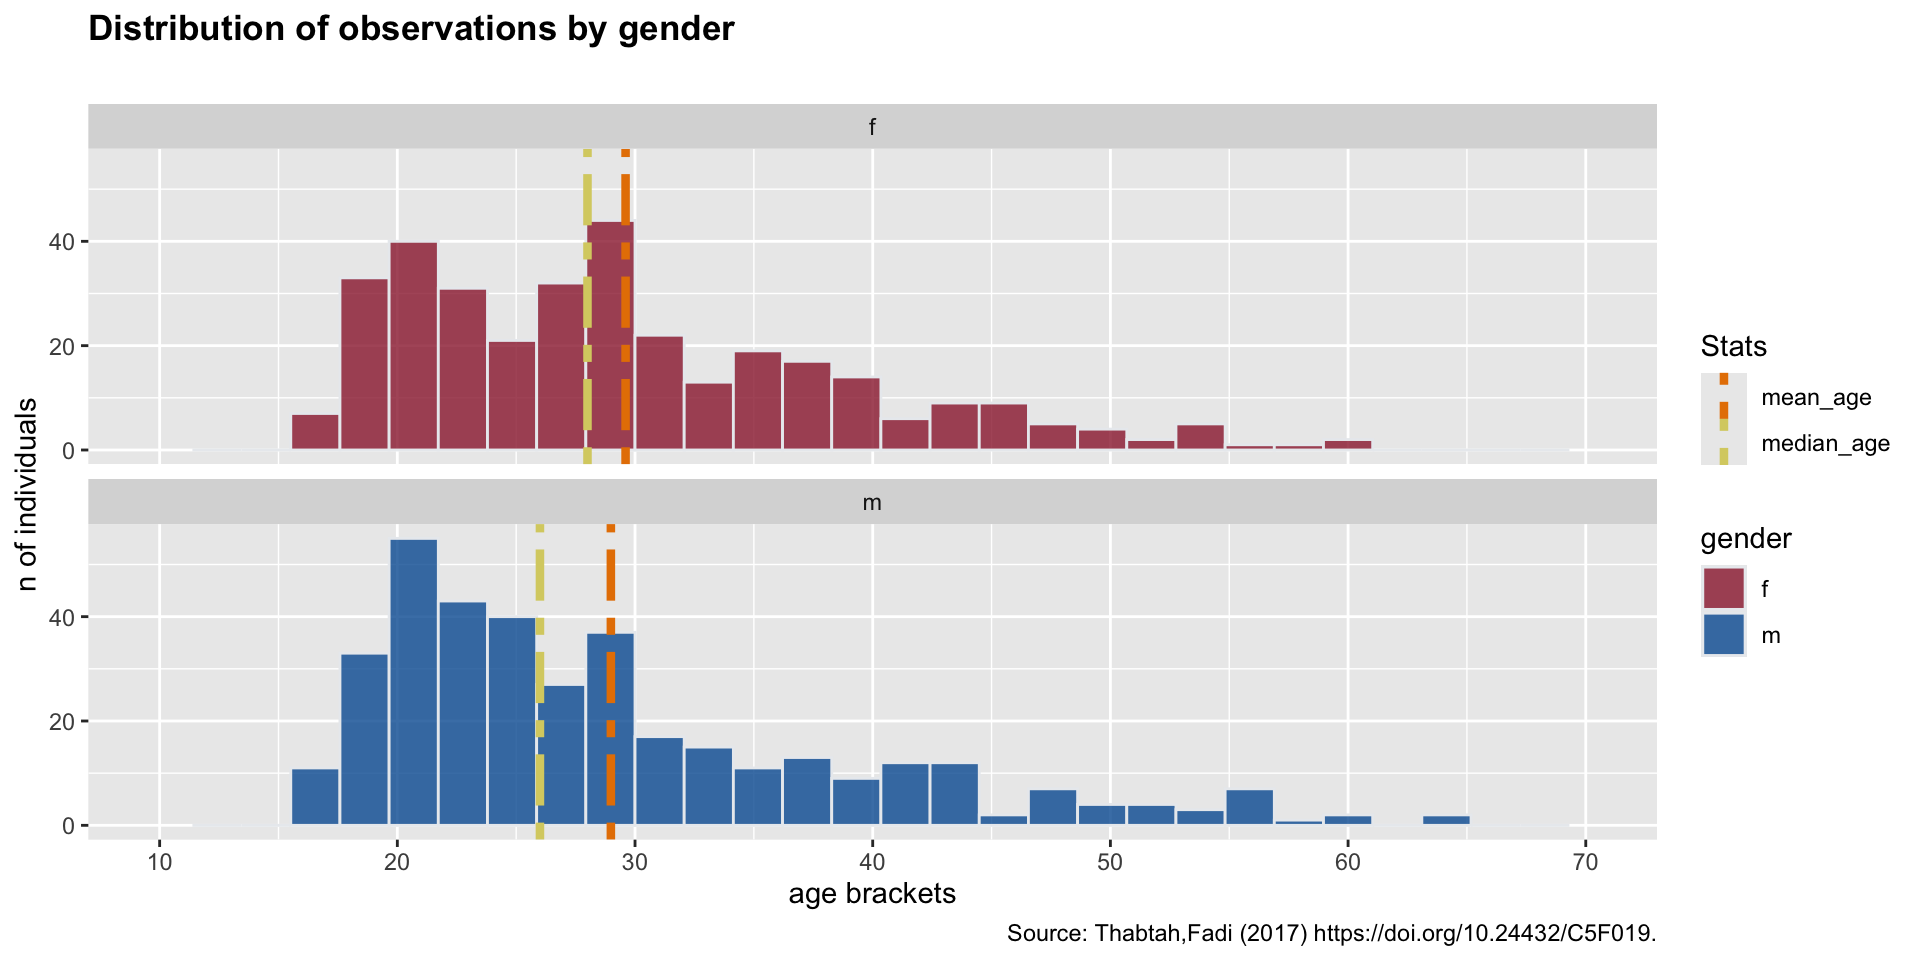 Distribution of observations by gender
f
40
20
0
m
40
20
0
10 20 30 40 50 60 70
n of individuals
age brackets
Stats
mean_age
median_age
gender
f
m
Source: Thabtah,Fadi (2017) https://doi.org/10.24432/C5F019.